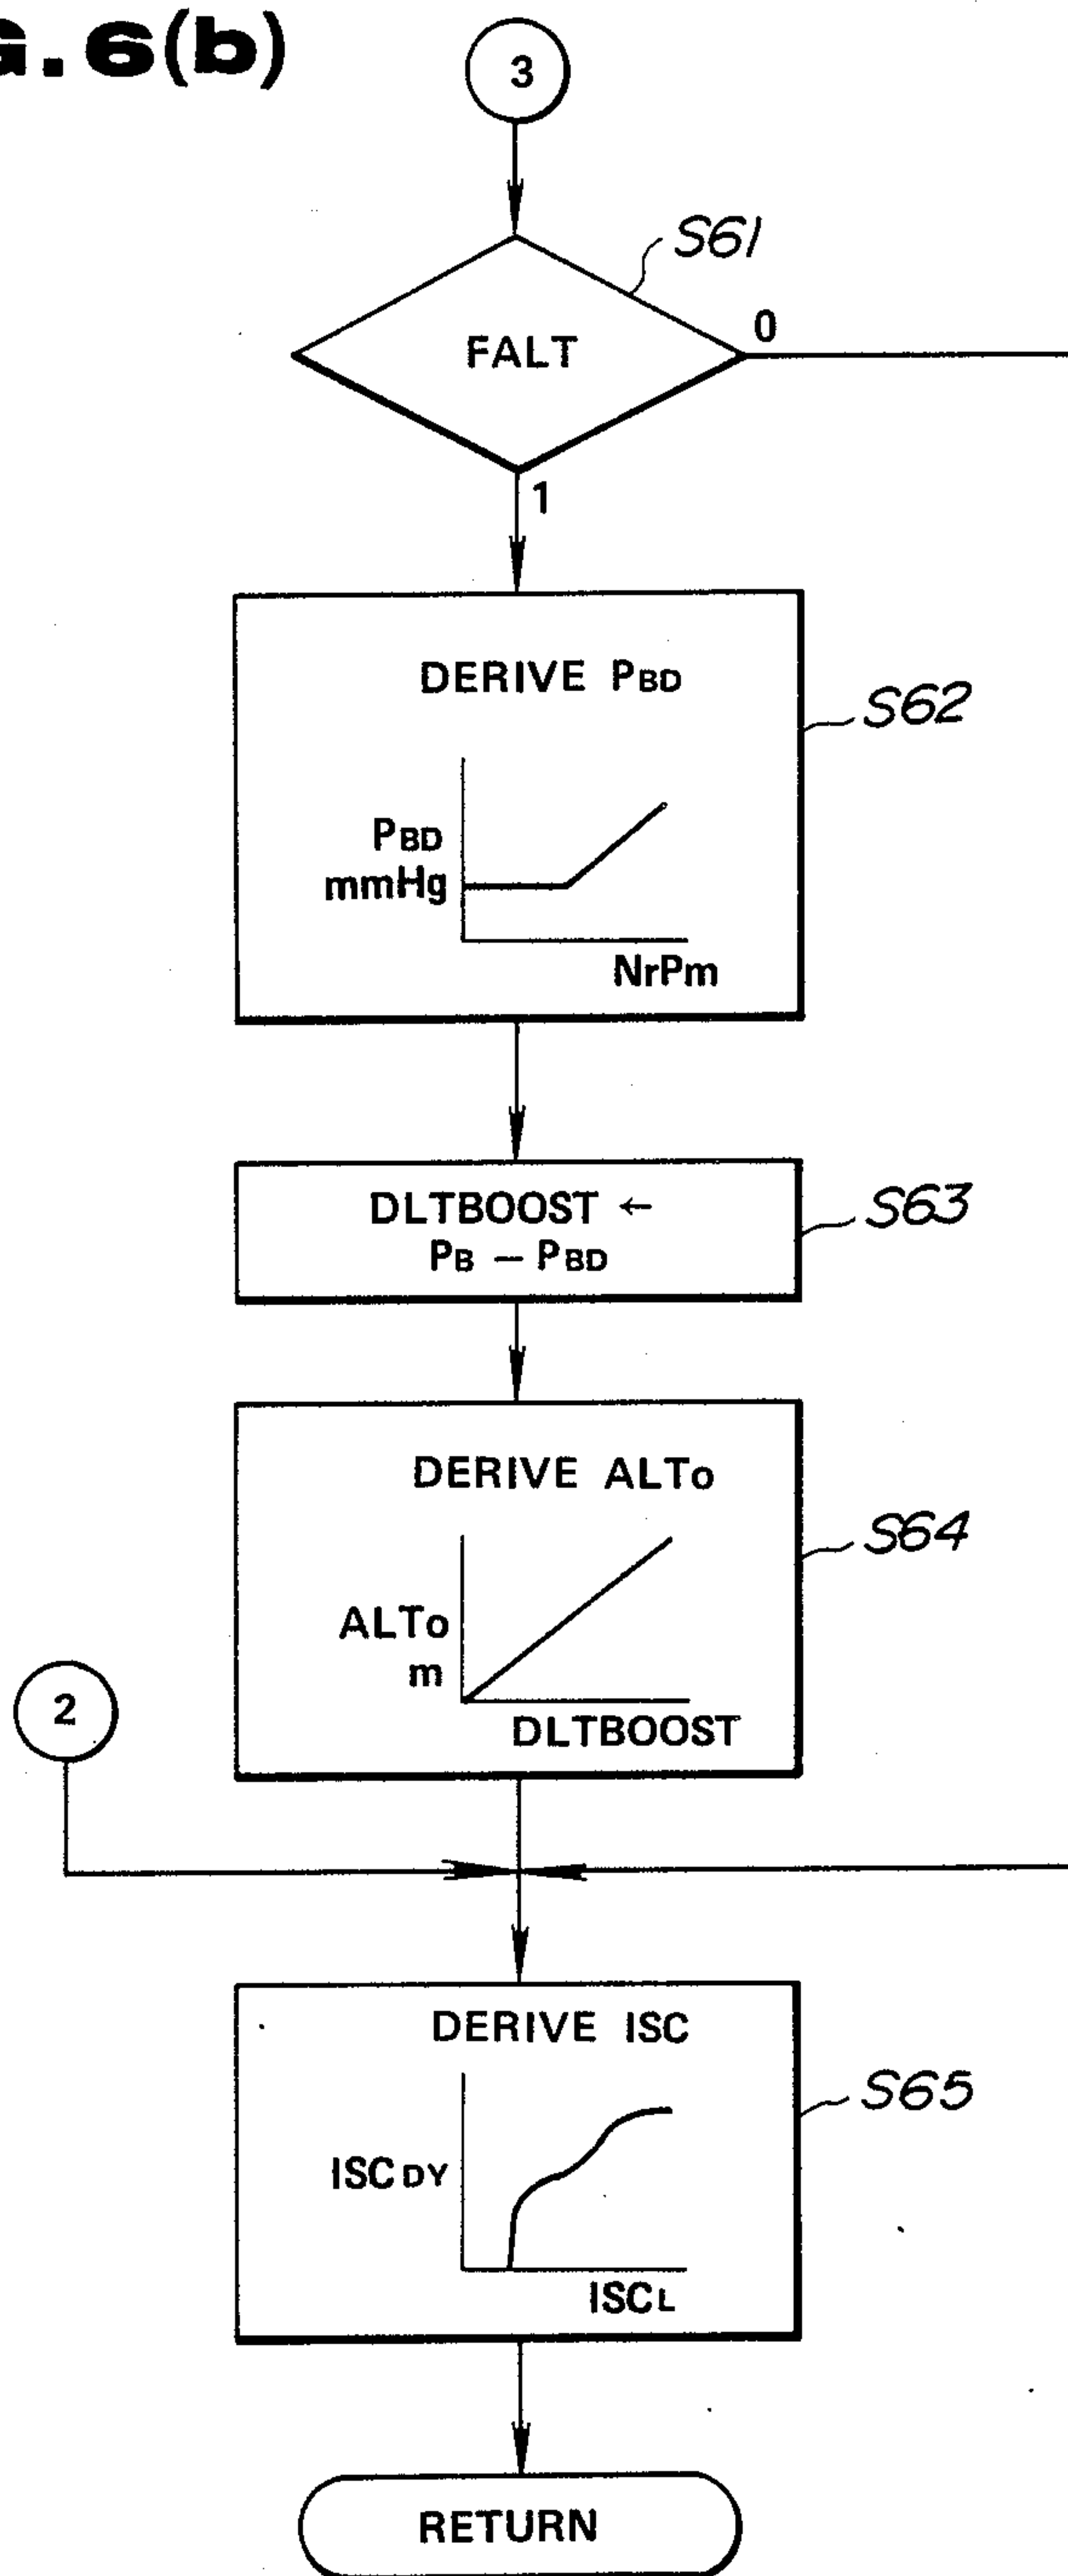 G. 6(b)
3
S61
FALT
0
1
DERIVE PBD
S62
PBD
mmHg
NrPm
DLTBOOST ←
PB — PBD
S63
DERIVE ALTo
S64
ALTo
m
DLTBOOST
2
DERIVE ISC
S65
ISCDY
ISCL
RETURN